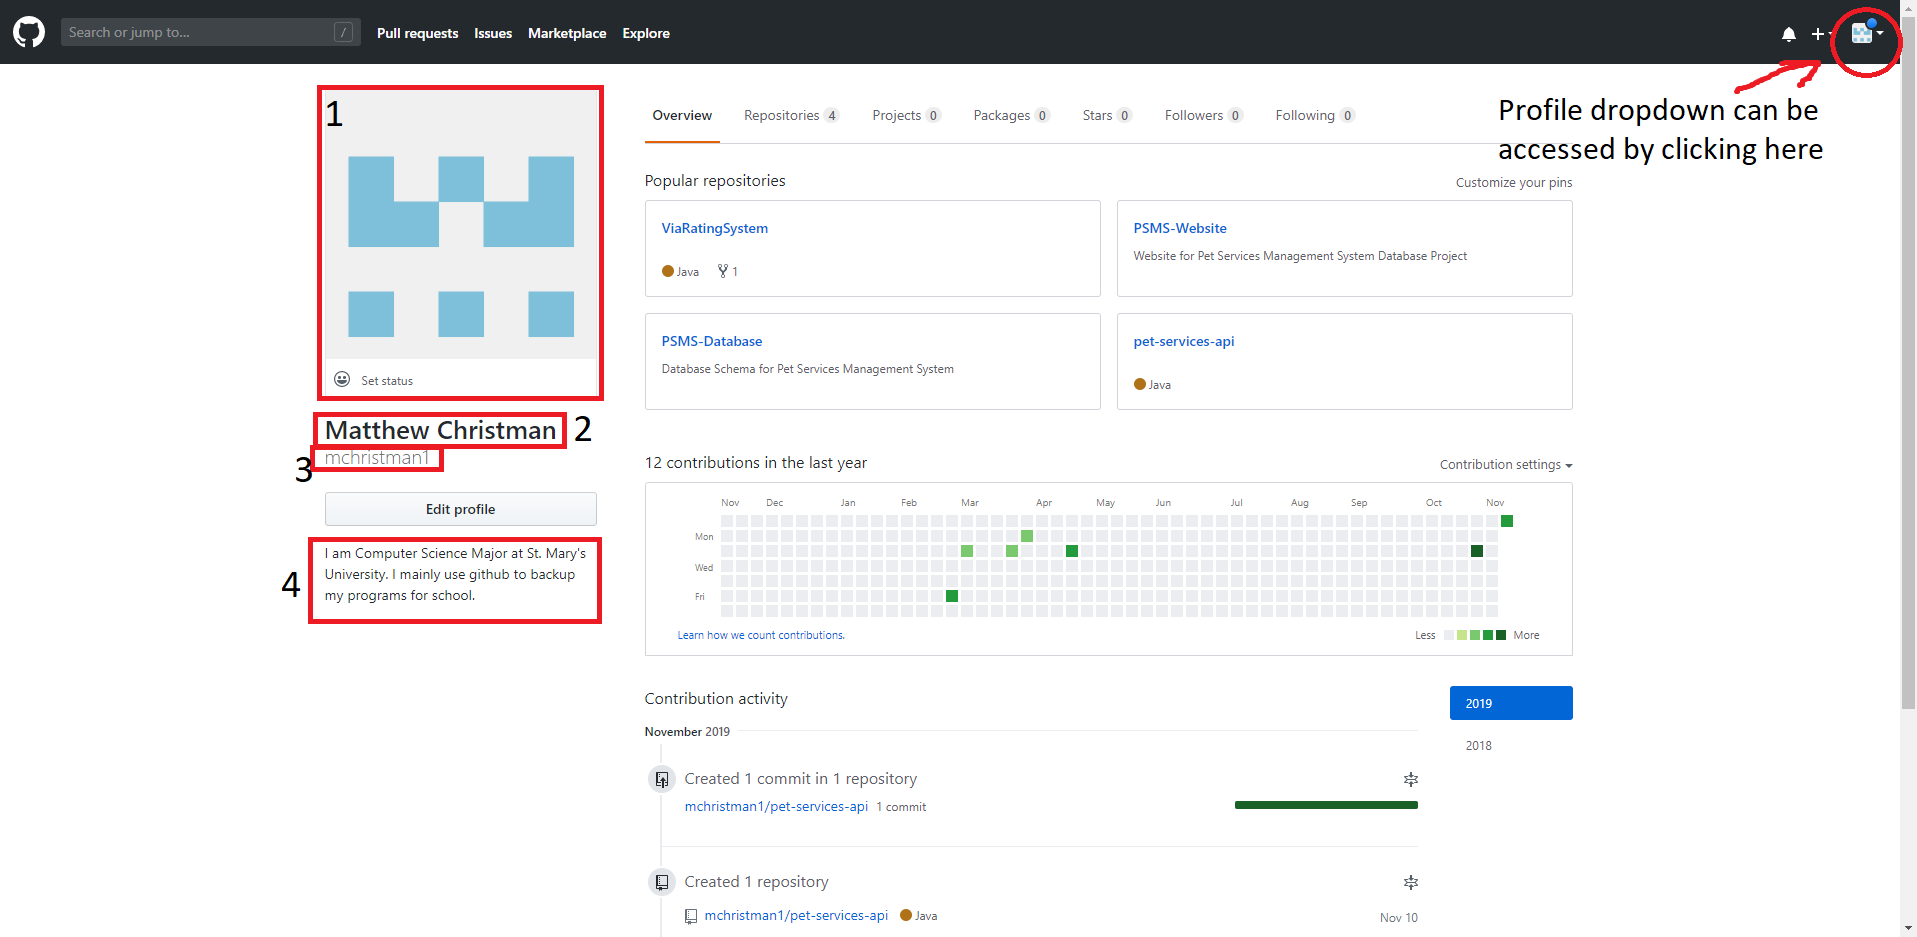 Search or jump to...
/
Pull requests
Issues
Marketplace
Explore
Profile dropdown can be
accessed by clicking here
1
Set status
Matthew Christman
2
mchristman1
3
Edit profile
I am Computer Science Major at St. Mary's
University. I mainly use github to backup
my programs for school.
4
Overview
Repositories 4
Projects 0
Packages 0
Stars 0
Followers 0
Following 0
Popular repositories
Customize your pins
ViaRatingSystem
Java 1
PSMS-Website
Website for Pet Services Management System Database Project
PSMS-Database
Database Schema for Pet Services Management System
pet-services-api
Java
12 contributions in the last year
Contribution settings
Nov Dec Jan Feb Mar Apr May Jun Jul Aug Sep Oct Nov
Mon
Wed
Fri
Learn how we count contributions.
Less More
Contribution activity
2019
2018
November 2019
Created 1 commit in 1 repository
mchristman1/pet-services-api 1 commit
Created 1 repository
mchristman1/pet-services-api Java
Nov 10